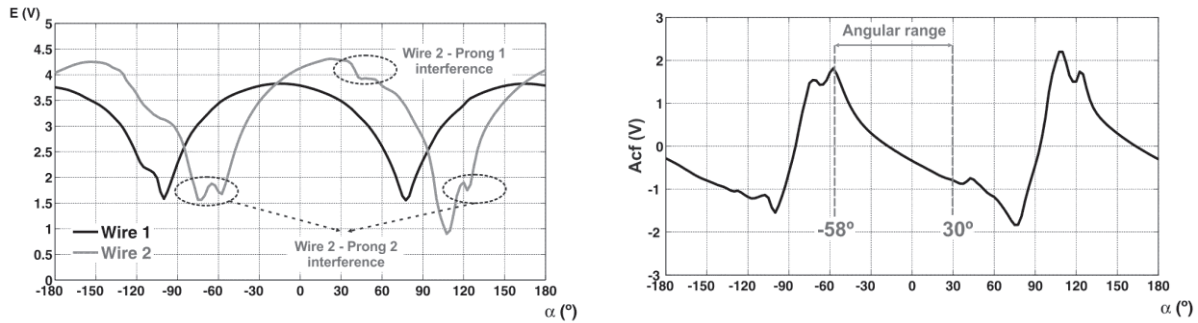 E (V)
5
4.5
4
3.5
3
2.5
2
1.5
1
0.5
0
Wire 2 - Prong 1
interference
Wire 1
Wire 2
Wire 2 - Prong 2
interference
-180 -150 -120 -90 -60 -30 0 30 60 90 120 150 180
α (º)
3
2
1
0
-1
-2
-3
Acf (V)
Angular range
-58º
30º
-180 -150 -120 -90 -60 -30 0 30 60 90 120 150 180
α (º)